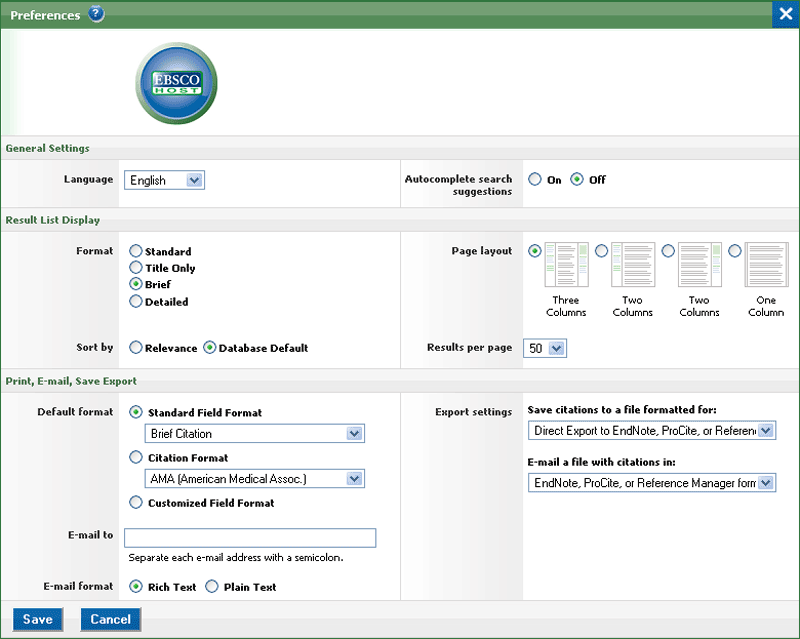 Preferences ?
EBSCO
HOST
General Settings
Language English
Autocomplete search suggestions On Off
Result List Display
Format
Standard
Title Only
Brief
Detailed
Page layout
Three Columns
Two Columns
Two Columns
One Column
Sort by Relevance Database Default
Results per page 50
Print, E-mail, Save Export
Default format
Standard Field Format
Brief Citation
Citation Format
AMA (American Medical Assoc.)
Customized Field Format
E-mail to
Separate each e-mail address with a semicolon.
E-mail format Rich Text Plain Text
Export settings
Save citations to a file formatted for:
Direct Export to EndNote, ProCite, or Referen
E-mail a file with citations in:
EndNote, ProCite, or Reference Manager form
Save Cancel